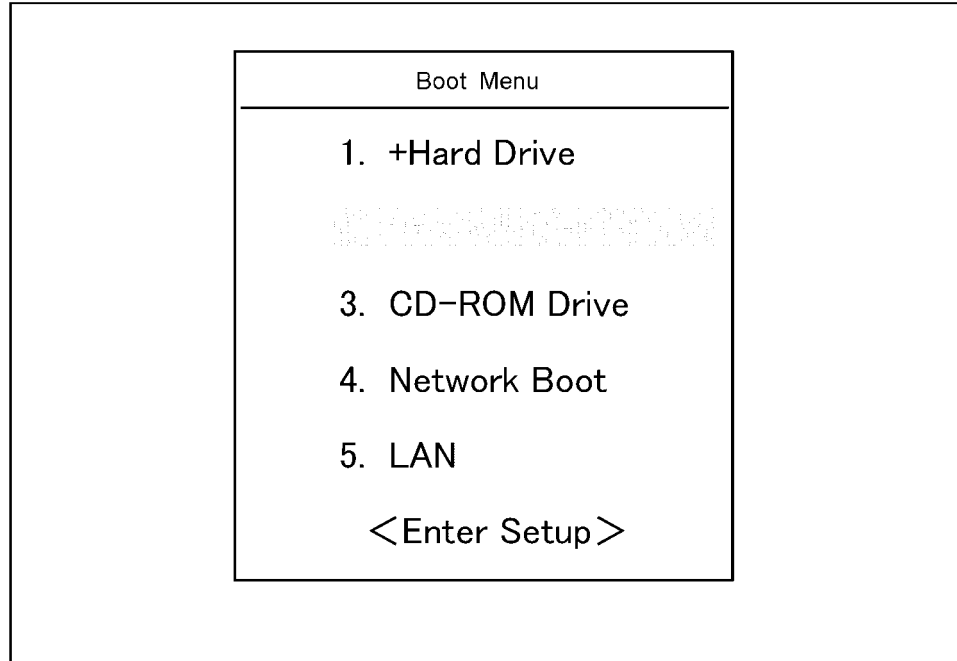 Boot Menu
1. +Hard Drive
3. CD-ROM Drive
4. Network Boot
5. LAN
<Enter Setup>